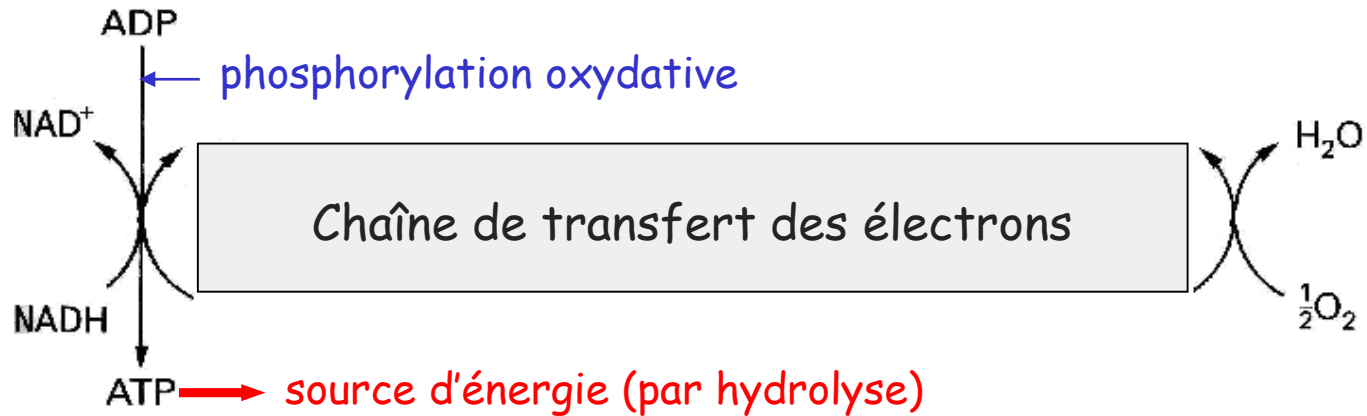 ADP
phosphorylation oxydative
NAD⁺
H₂O
Chaîne de transfert des électrons
NADH
½O₂
ATP
source d'énergie (par hydrolyse)